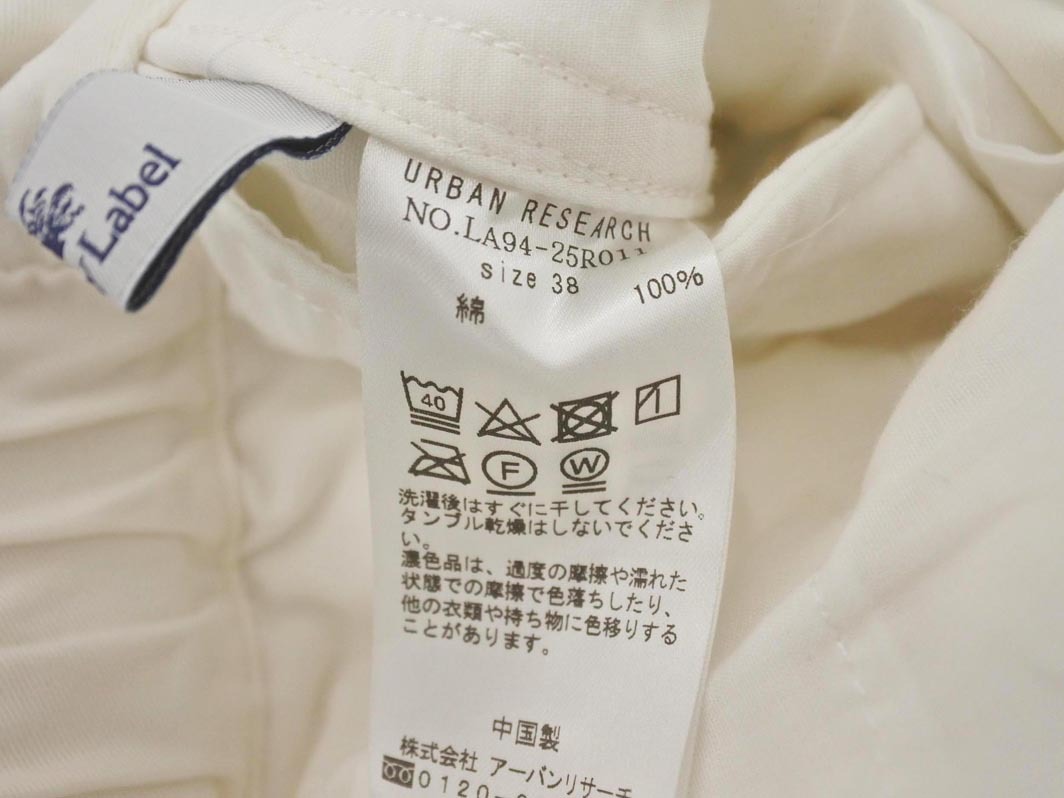 Label
URBAN RESEARCH
NO.LA94-25R011
size 38
綿 100%
40
F W
洗濯後はすぐに干してください。
タンブル乾燥はしないでくださ
い。
濃色品は、過度の摩擦や濡れた
状態での摩擦で色落ちしたり、
他の衣類や持ち物に色移りする
ことがあります。
中国製
株式会社 アーバンリサーチ
0120-